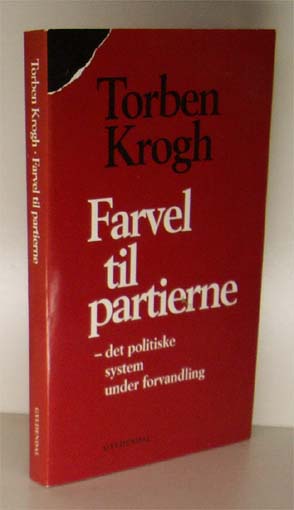 Torben Krogh · Farvel til partierne
GYLDENDAL
Torben
Krogh
Farvel
til
partierne
– det politiske
system
under forvandling
GYLDENDAL